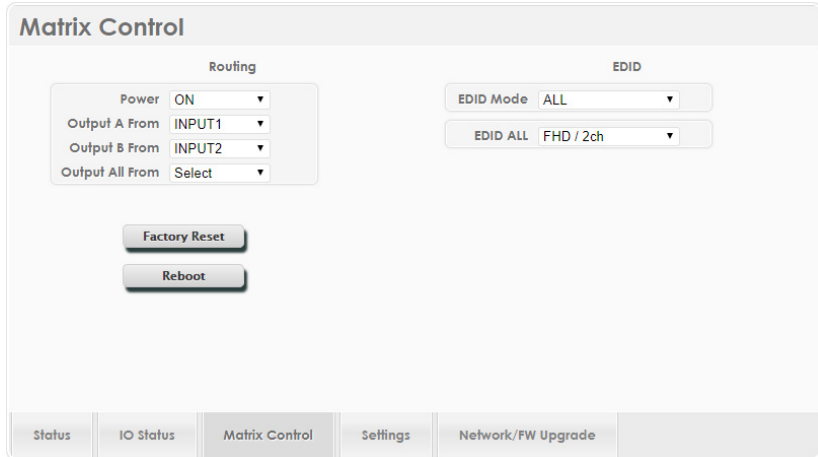 Matrix Control
Routing
Power ON
Output A From INPUT1
Output B From INPUT2
Output All From Select
Factory Reset
Reboot
EDID
EDID Mode ALL
EDID ALL FHD / 2ch
Status IO Status Matrix Control Settings Network/FW Upgrade